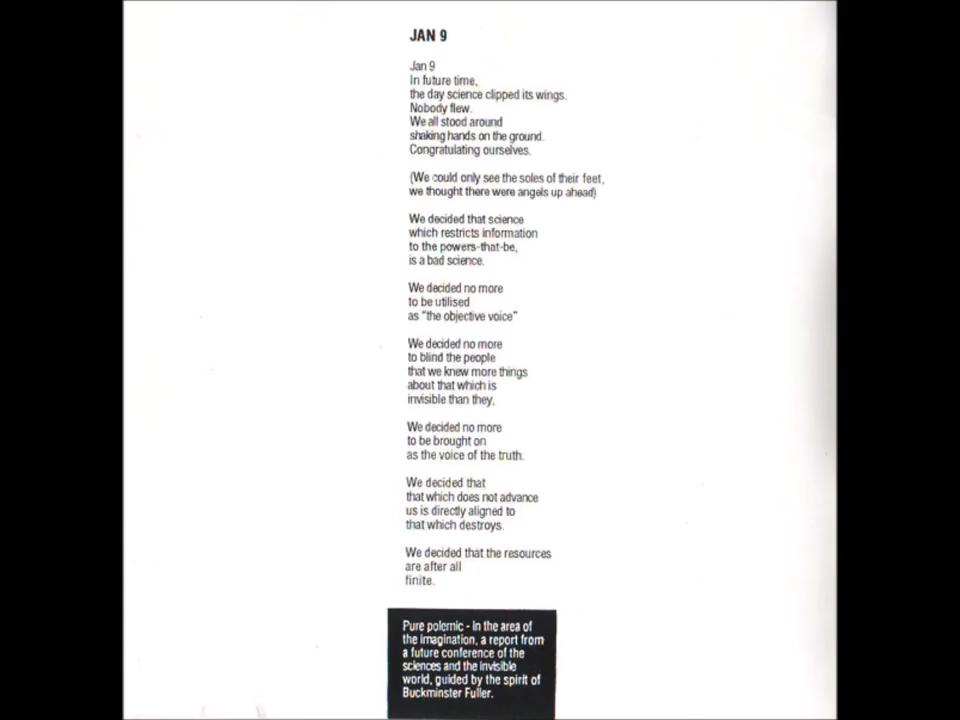 JAN 9
Jan 9
In future time,
the day science clipped its wings.
Nobody flew.
We all stood around
shaking hands on the ground.
Congratulating ourselves.
(We could only see the soles of their feet,
we thought there were angels up ahead)
We decided that science
which restricts information
to the powers-that-be,
is a bad science.
We decided no more
to be utilised
as "the objective voice"
We decided no more
to blind the people
that we knew more things
about that which is
invisible than they,
We decided no more
to be brought on
as the voice of the truth.
We decided that
that which does not advance
us is directly aligned to
that which destroys.
We decided that the resources
are after all
finite.
Pure polemic - in the area of
the imagination, a report from
a future conference of the
sciences and the invisible
world, guided by the spirit of
Buckminster Fuller.